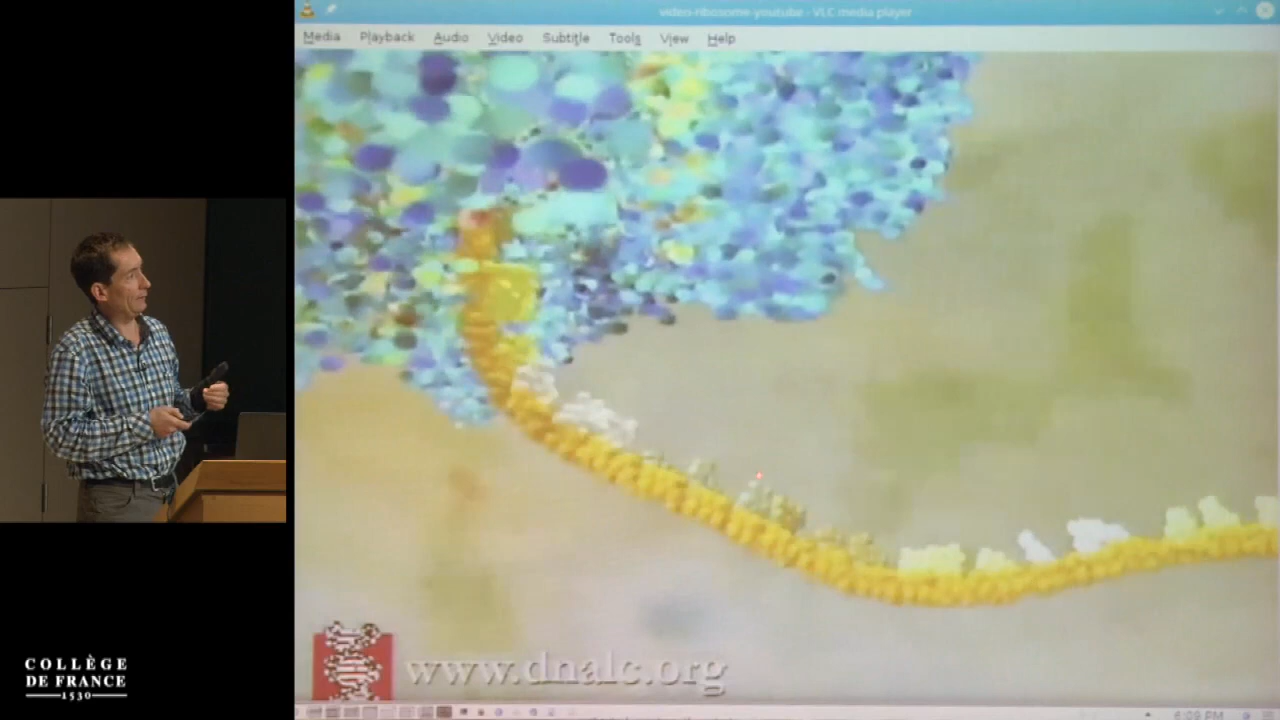 video-ribosome-youtube - VLC media player
Media Playback Audio Video Subtitle Tools View Help
www.dnalc.org
COLLÈGE
DE FRANCE
1530